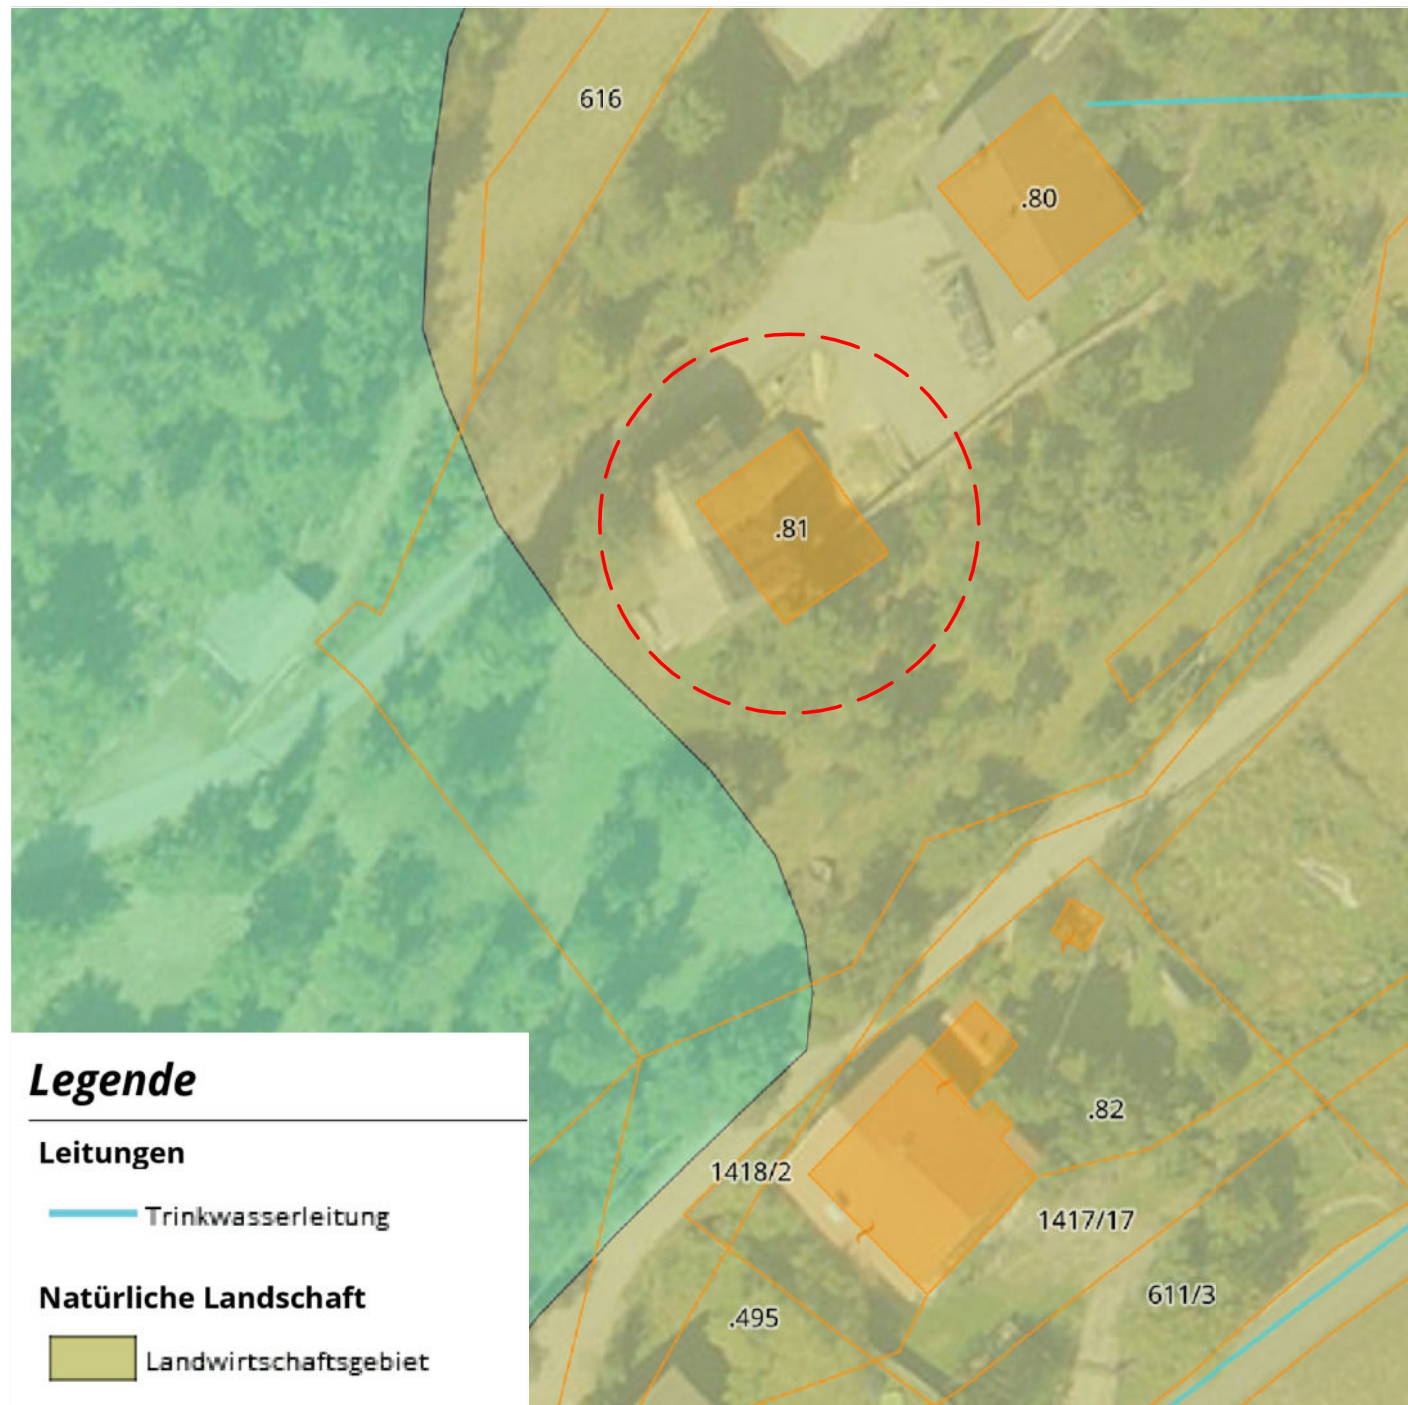 616
.80
.81
.82
1418/2
1417/17
611/3
.495
Legende
Leitungen
Trinkwasserleitung
Natürliche Landschaft
Landwirtschaftsgebiet